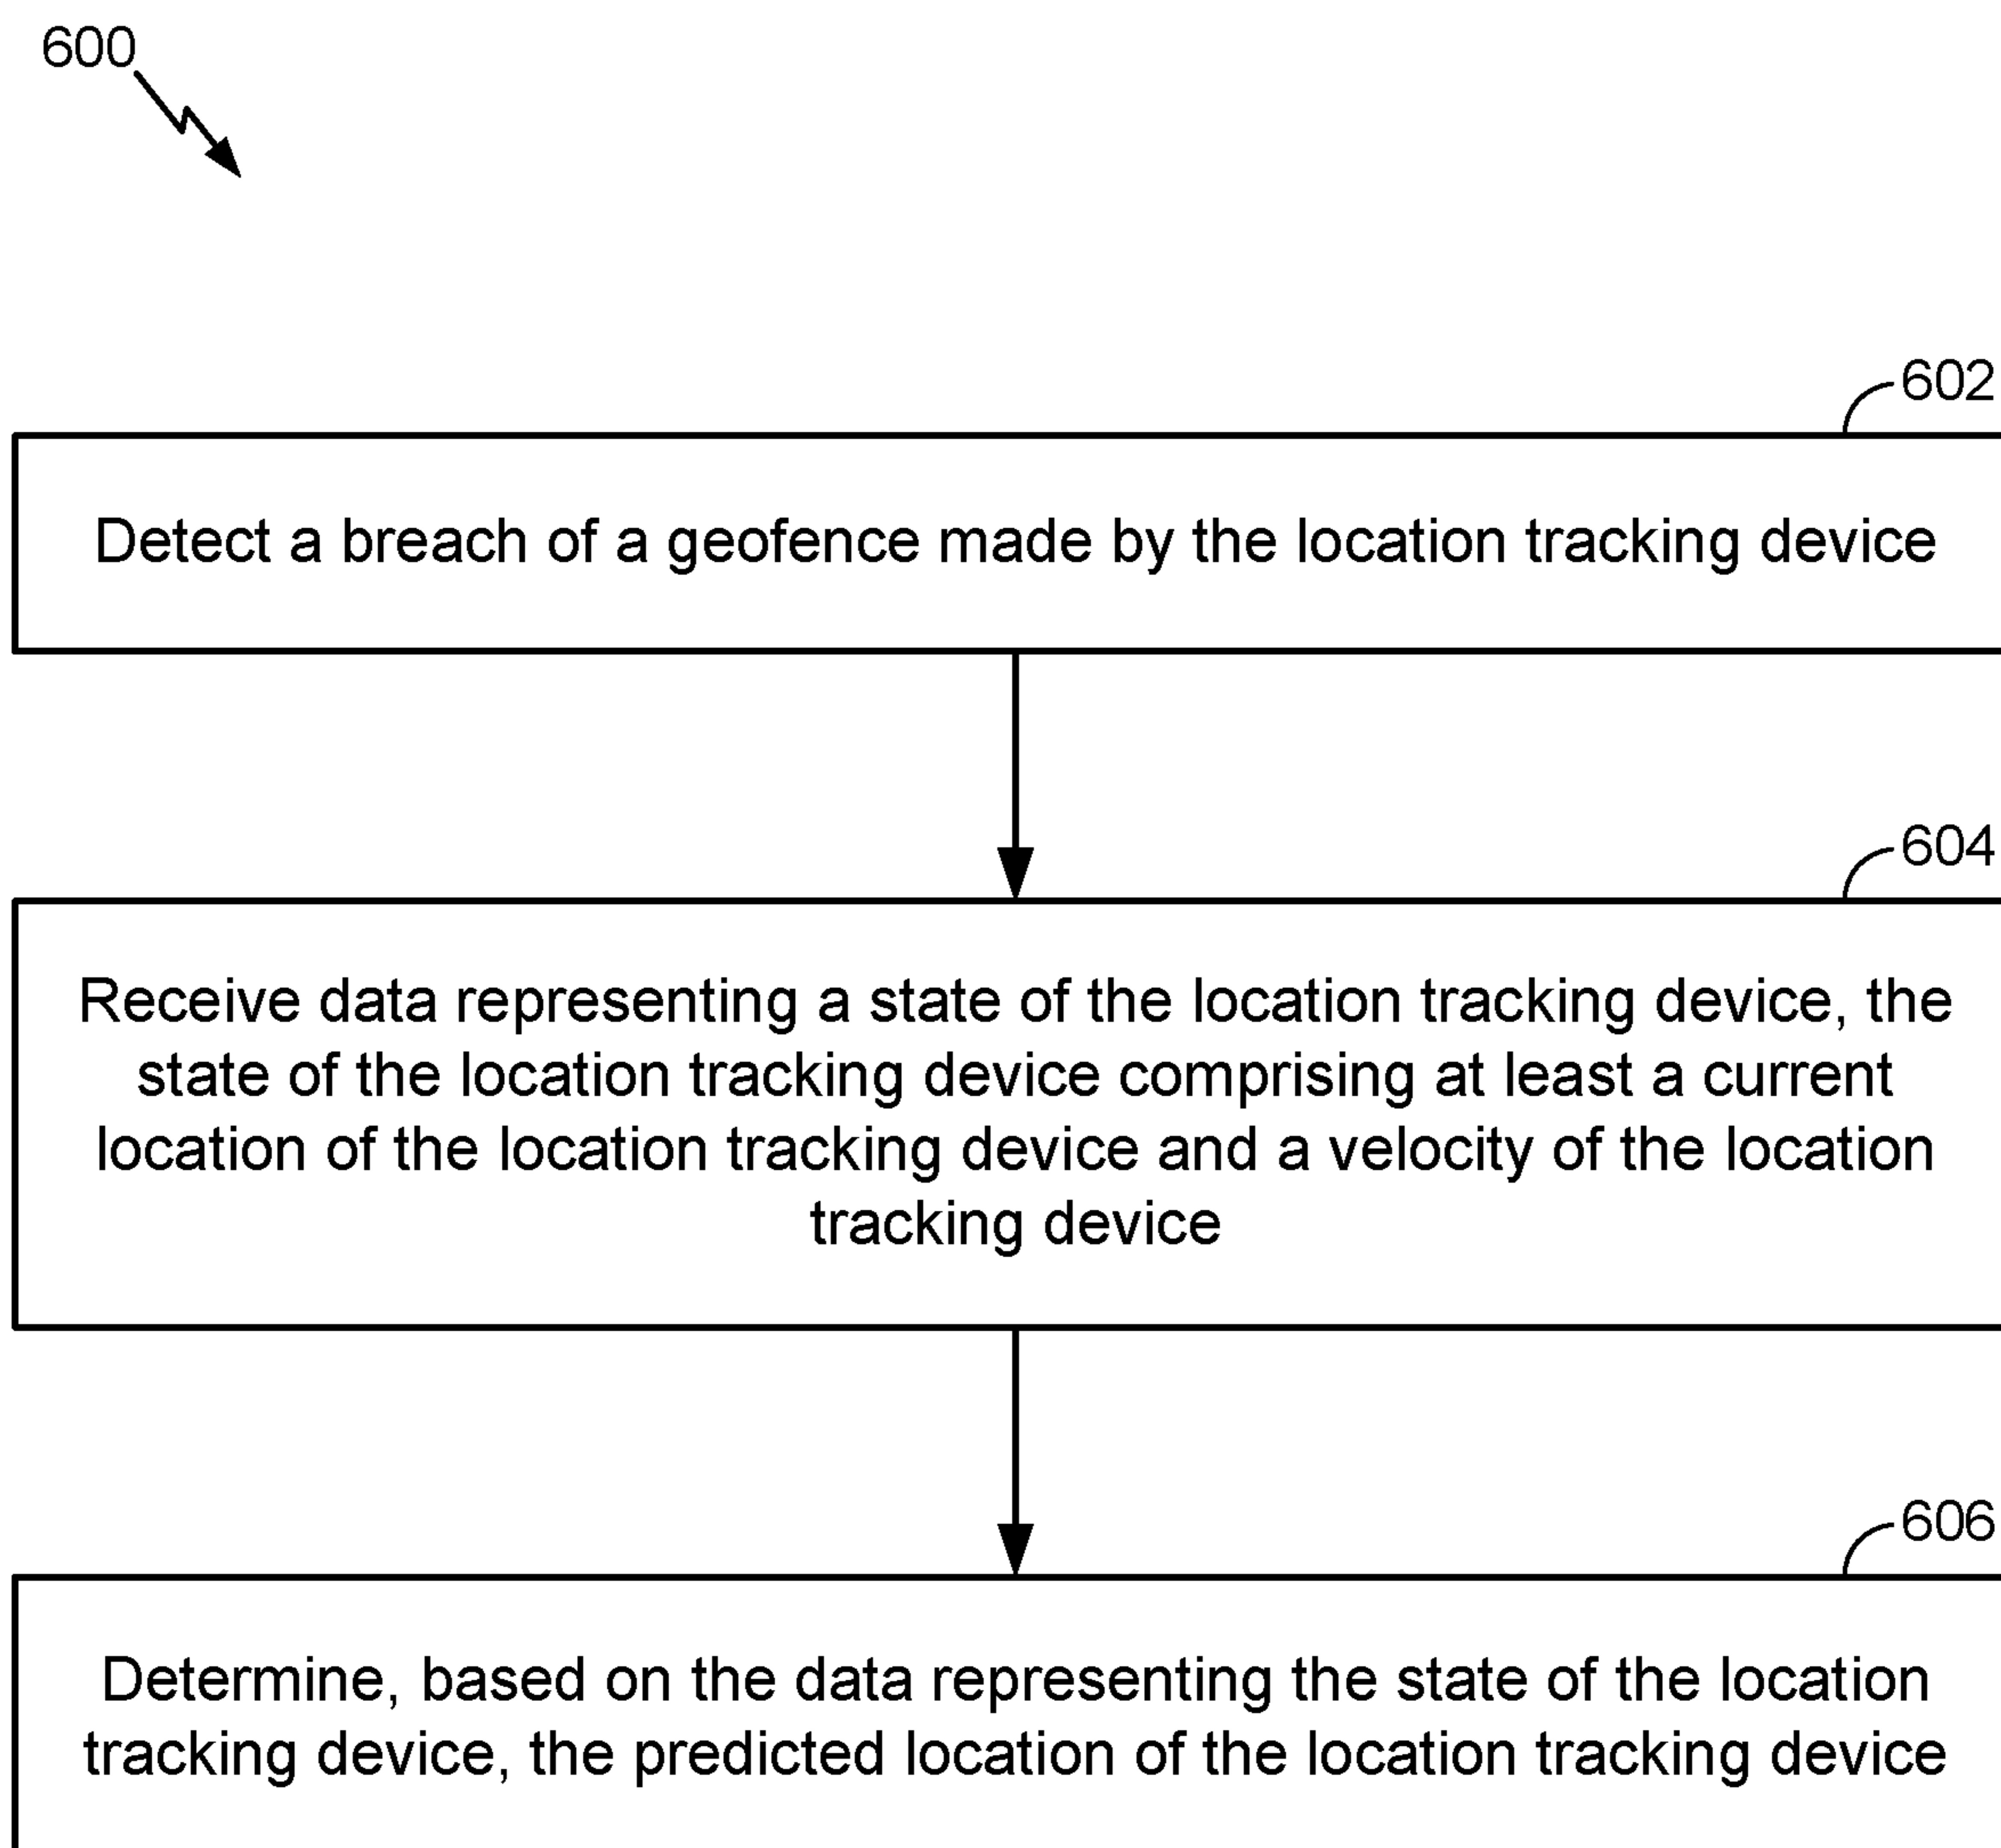 600
602
Detect a breach of a geofence made by the location tracking device
604
Receive data representing a state of the location tracking device, the
state of the location tracking device comprising at least a current
location of the location tracking device and a velocity of the location
tracking device
606
Determine, based on the data representing the state of the location
tracking device, the predicted location of the location tracking device